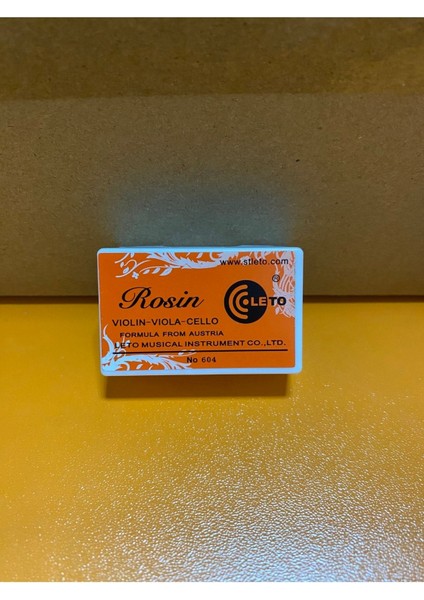 www.stleto.com
Rosin
LETO
®
VIOLIN-VIOLA-CELLO
FORMULA FROM AUSTRIA
LETO MUSICAL INSTRUMENT CO.,LTD.
No 604